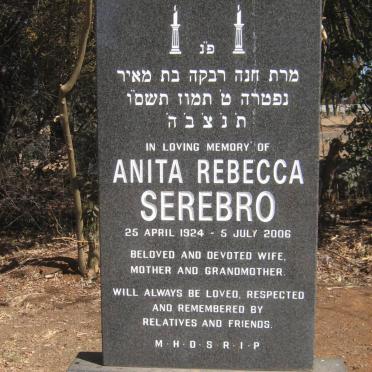 פ״נ
מרת חנה רבקה בת מאיר
נפטרה ט׳ תמוז תשס״ו
ת׳נ׳צ׳ב׳ה׳
IN LOVING MEMORY OF
ANITA REBECCA
SEREBRO
25 APRIL 1924 - 5 JULY 2006
BELOVED AND DEVOTED WIFE,
MOTHER AND GRANDMOTHER.
WILL ALWAYS BE LOVED, RESPECTED
AND REMEMBERED BY
RELATIVES AND FRIENDS.
M·H·D·S·R·I·P